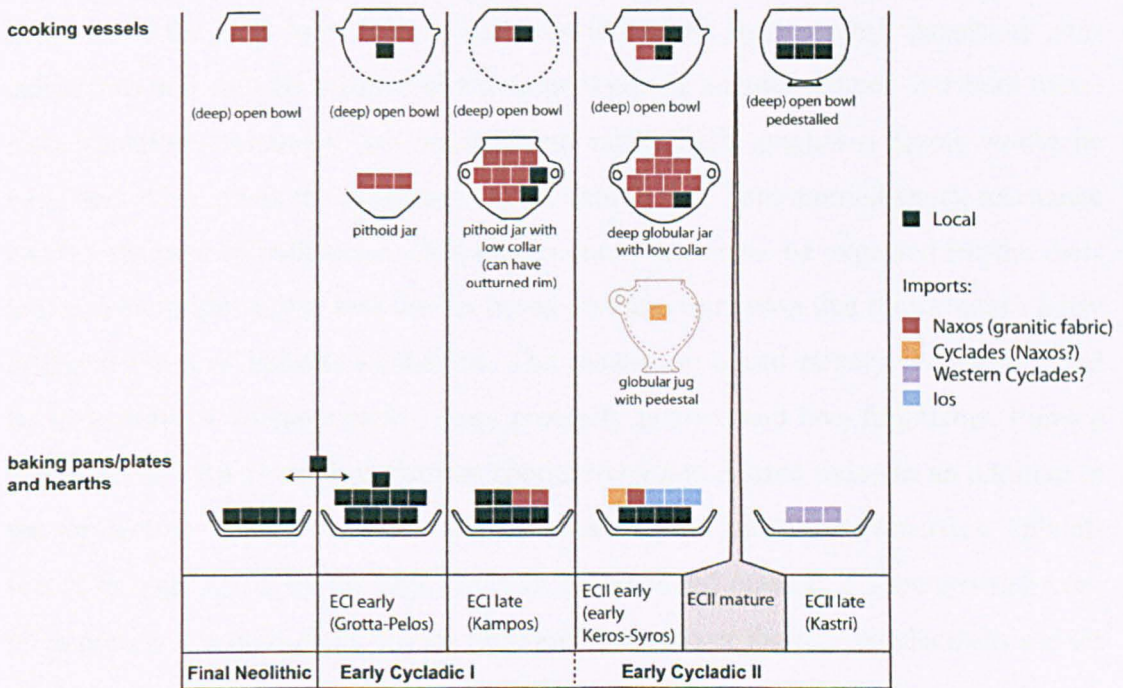 cooking vessels
(deep) open bowl
(deep) open bowl
(deep) open bowl
(deep) open bowl
(deep) open bowl
pedestalled
pithoid jar
pithoid jar with
low collar
(can have
outturned rim)
deep globular jar
with low collar
globular jug
with pedestal
Local
Imports:
Naxos (granitic fabric)
Cyclades (Naxos?)
Western Cyclades?
Ios
baking pans/plates
and hearths
ECI early
(Grotta-Pelos)
ECI late
(Kampos)
ECII early
(early
Keros-Syros)
ECII mature
ECII late
(Kastri)
Final Neolithic
Early Cycladic I
Early Cycladic II